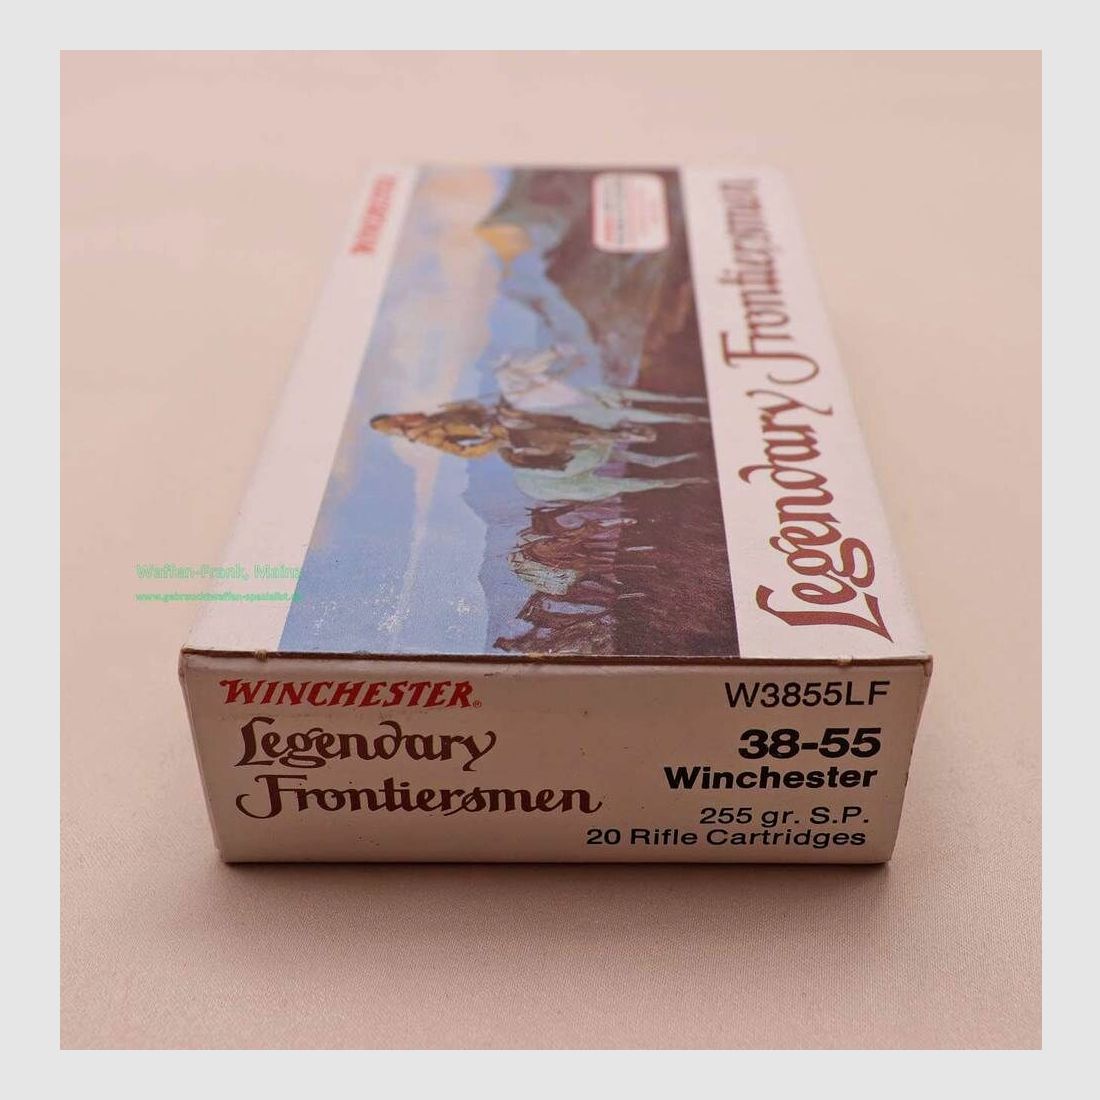 WINCHESTER
Legendary Frontiersmen
Waffen-Frank, Mainz
WINCHESTER®
Legendary
Frontiersmen
W3855LF
38-55
Winchester
255 gr. S.P.
20 Rifle Cartridges